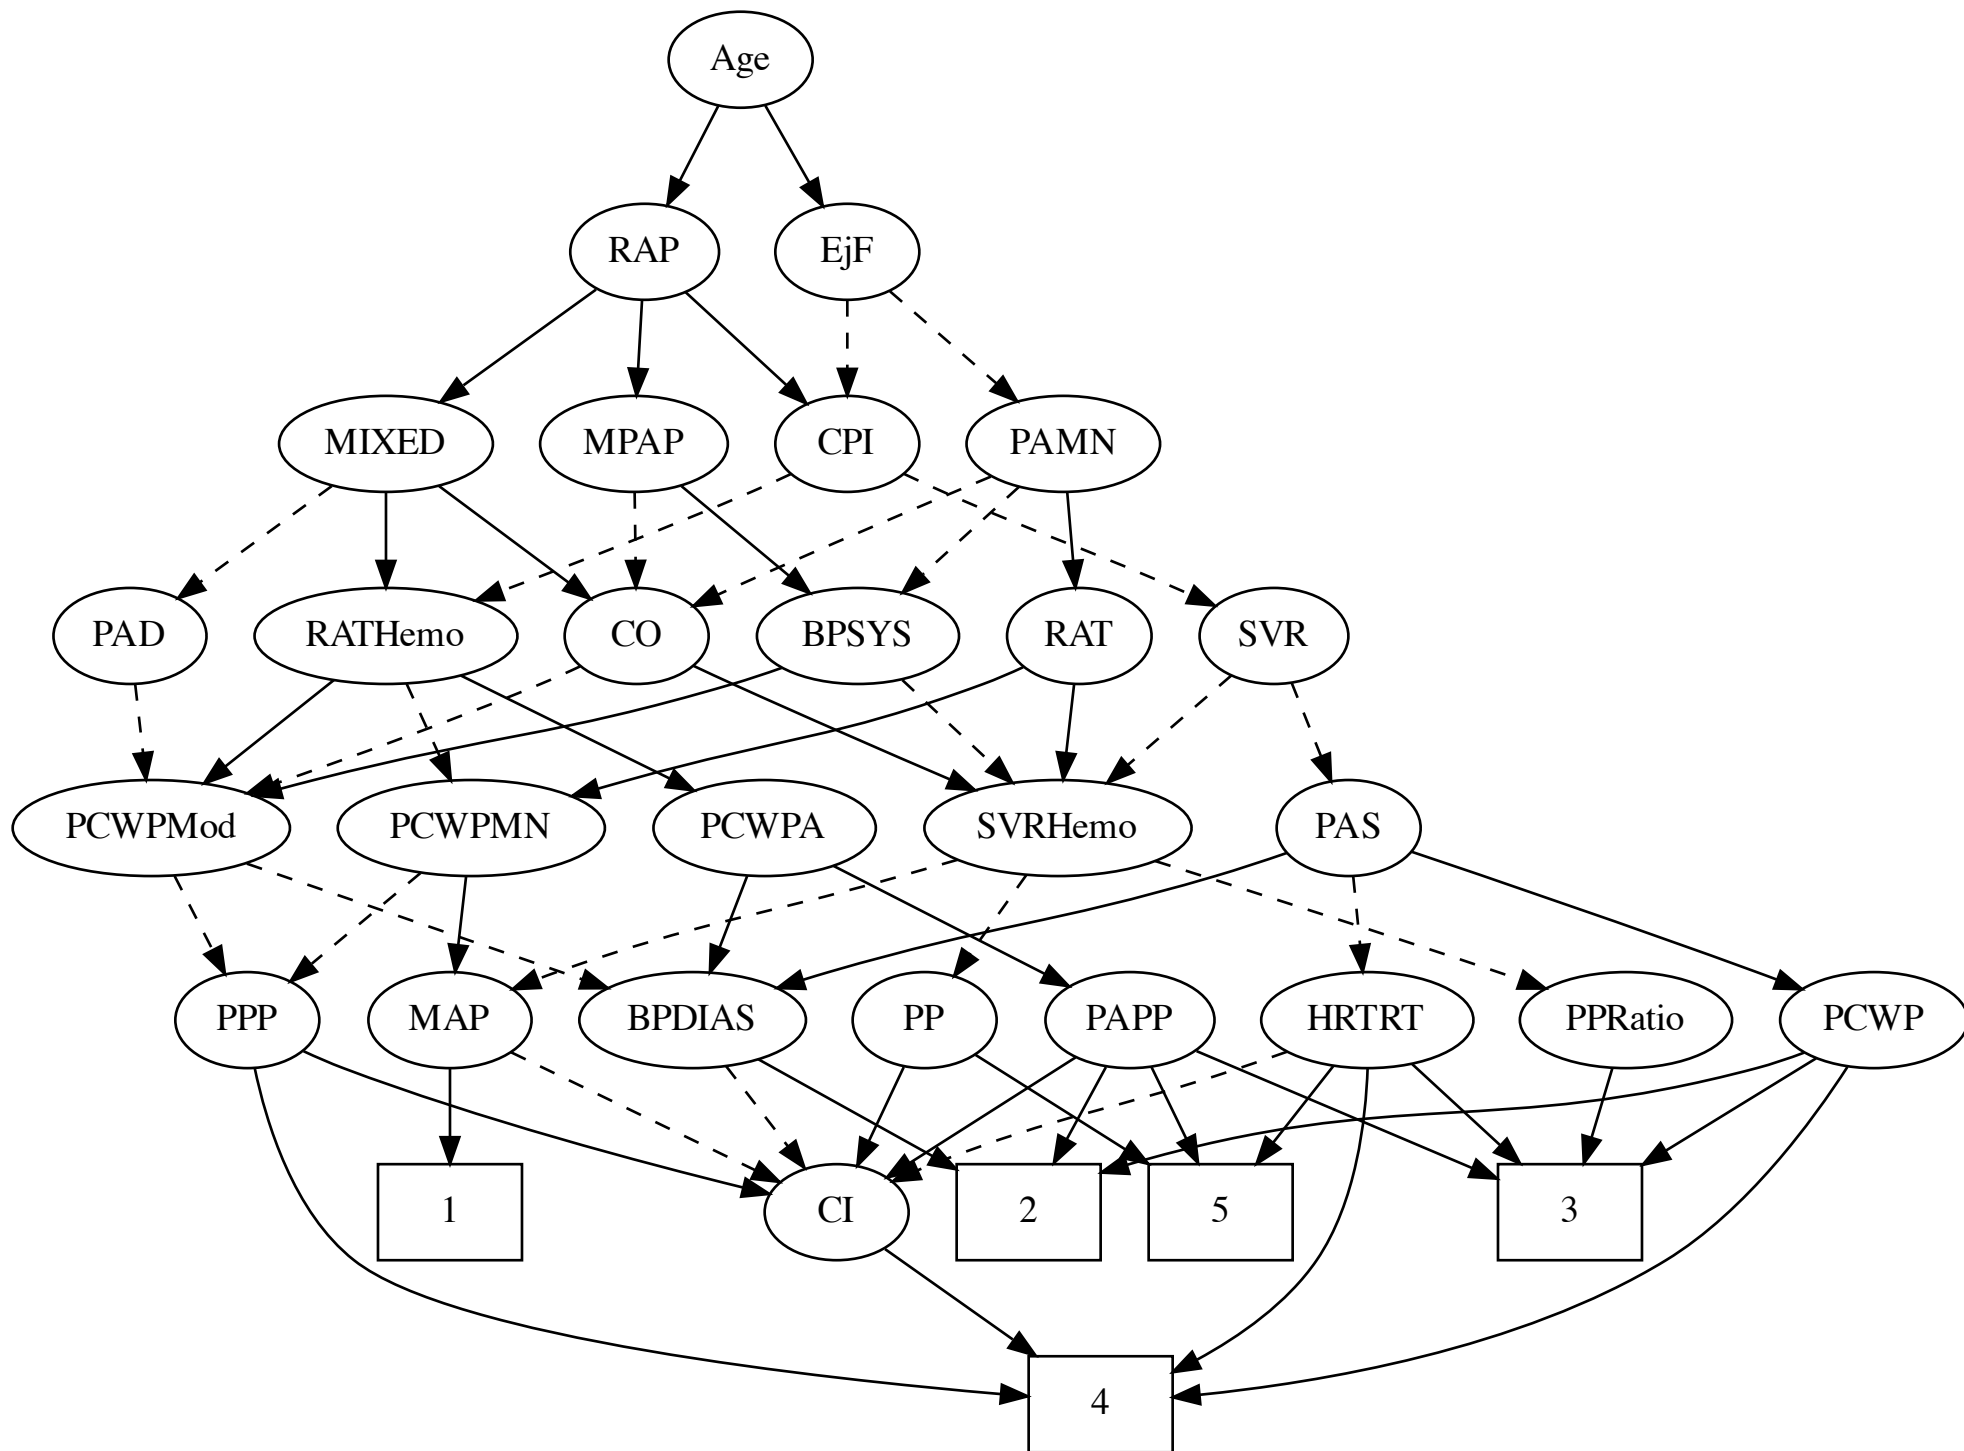 Age
RAP
EjF
MIXED
MPAP
CPI
PAMN
PAD
RATHemo
CO
BPSYS
RAT
SVR
PCWPMod
PCWPMN
PCWPA
SVRHemo
PAS
PPP
MAP
BPDIAS
PP
PAPP
HRTRT
PPRatio
PCWP
1
CI
2
5
3
4